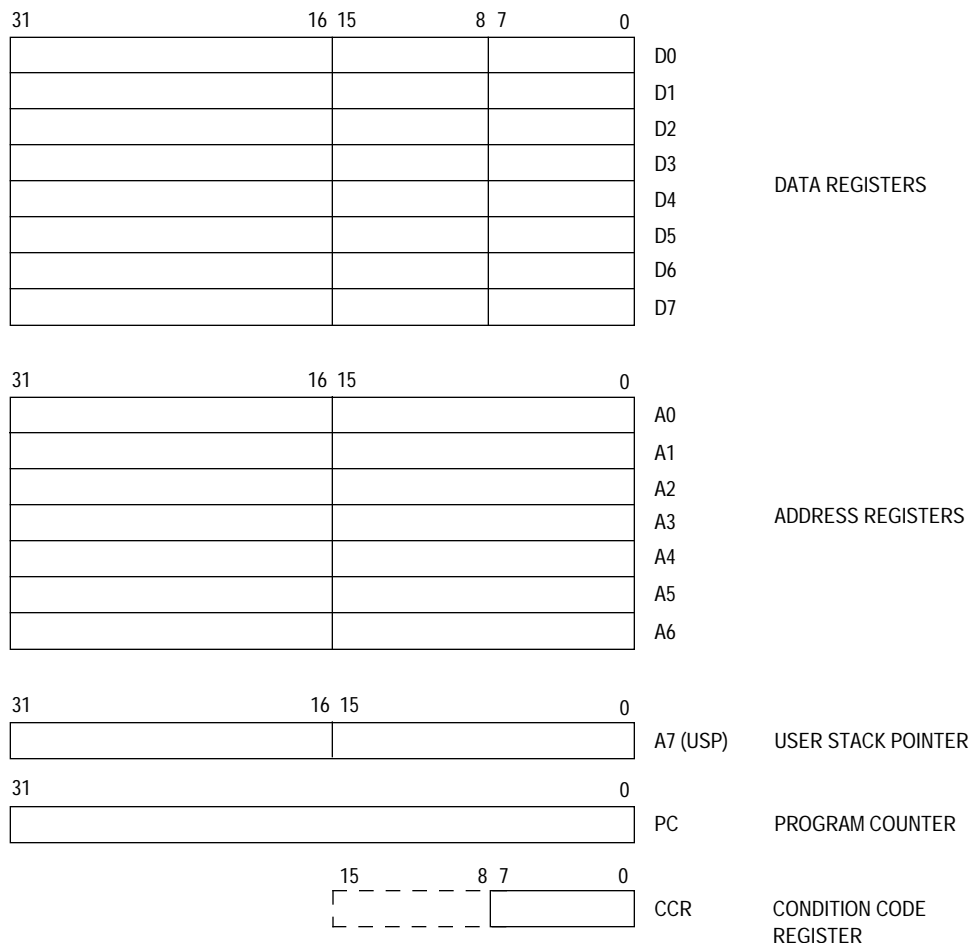 31 16 15 8 7 0
D0
D1
D2
D3
D4
D5
D6
D7
DATA REGISTERS
31 16 15 0
A0
A1
A2
A3
A4
A5
A6
ADDRESS REGISTERS
31 16 15 0
A7 (USP) USER STACK POINTER
31 0
PC PROGRAM COUNTER
15 8 7 0
CCR CONDITION CODE
REGISTER